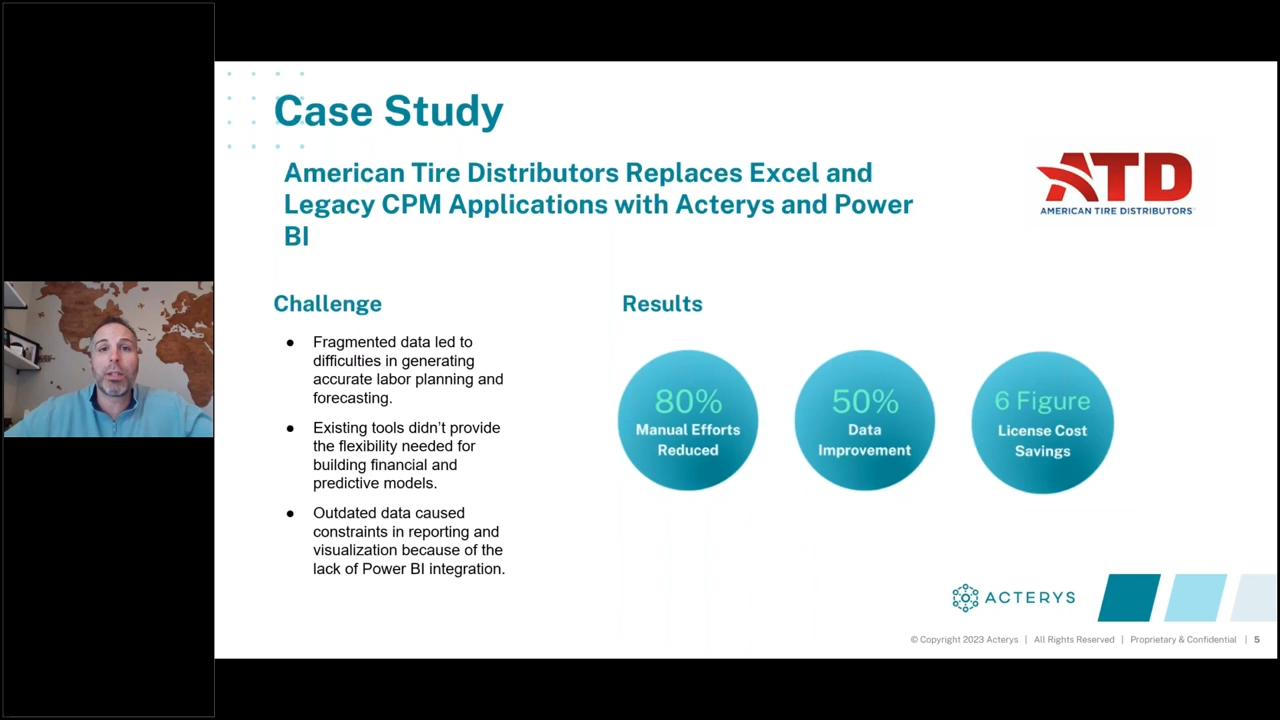 Case Study
American Tire Distributors Replaces Excel and
Legacy CPM Applications with Acterys and Power
BI
ATD
AMERICAN TIRE DISTRIBUTORS
Challenge
● Fragmented data led to
difficulties in generating
accurate labor planning and
forecasting.
● Existing tools didn’t provide
the flexibility needed for
building financial and
predictive models.
● Outdated data caused
constraints in reporting and
visualization because of the
lack of Power BI integration.
Results
80%
Manual Efforts
Reduced
50%
Data
Improvement
6 Figure
License Cost
Savings
ACTERYS
© Copyright 2023 Acterys | All Rights Reserved | Proprietary & Confidential | 5